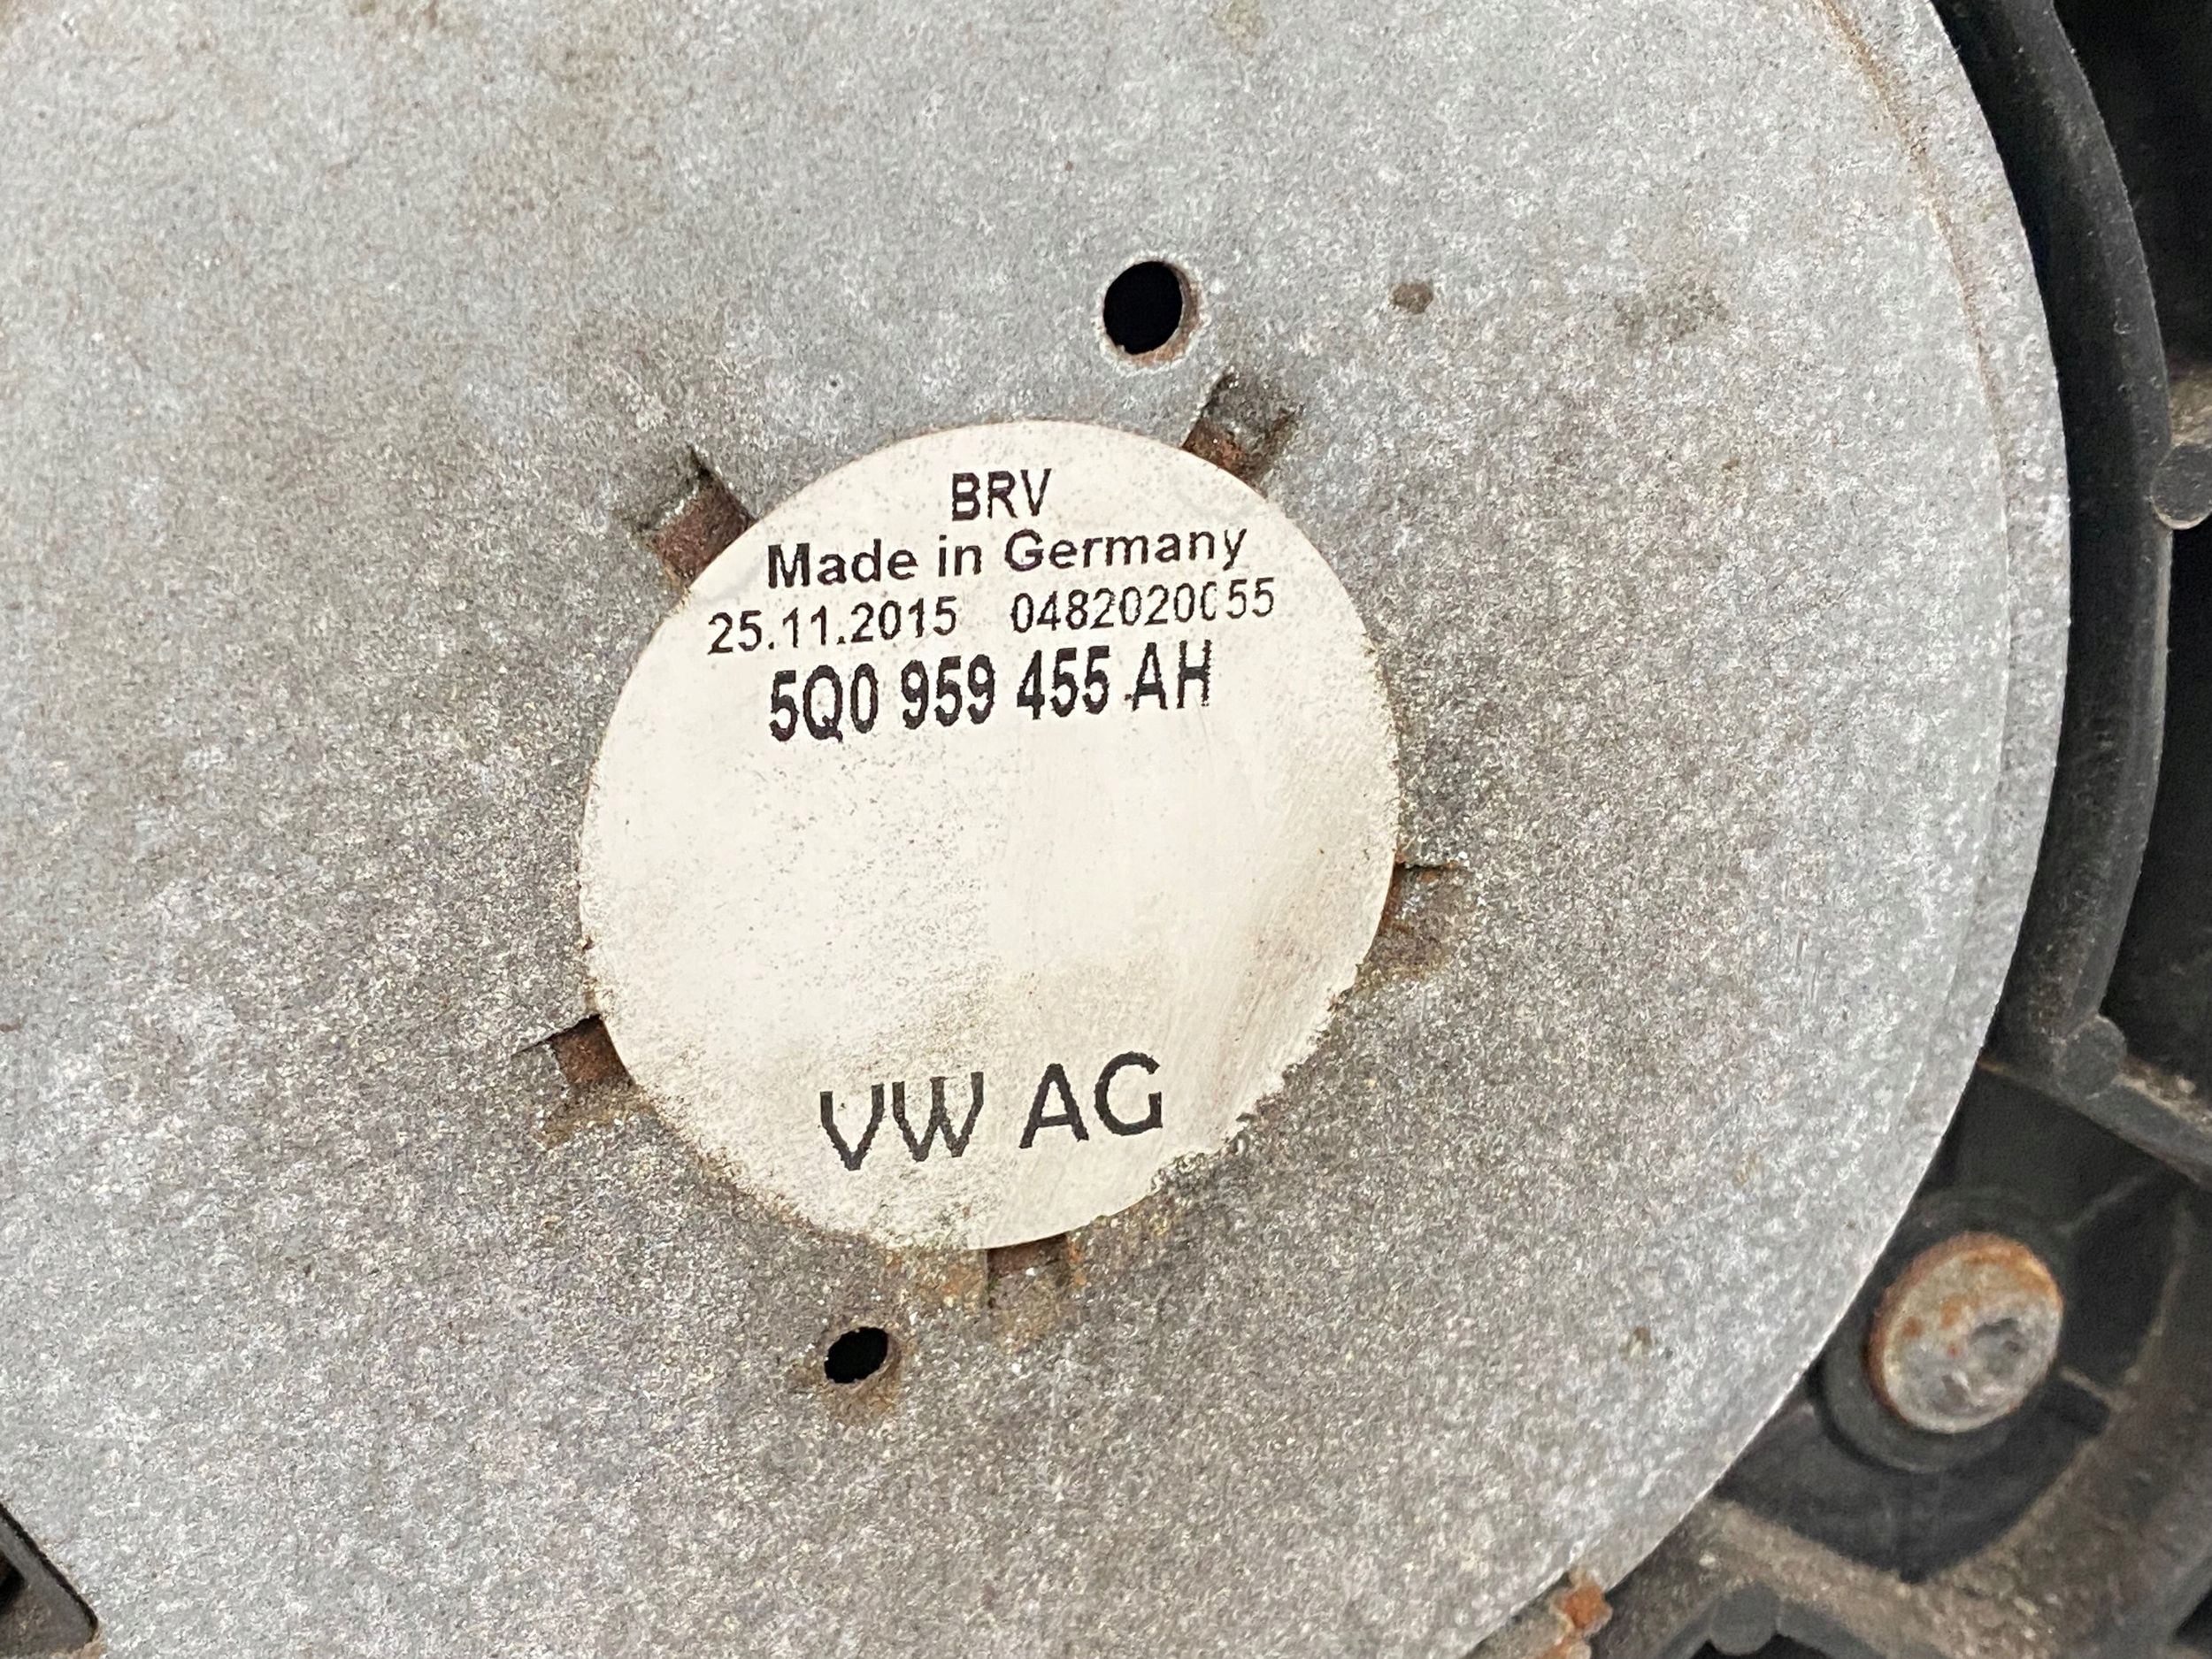 BRV
Made in Germany
25.11.2015 0482020055
5Q0 959 455 AH
VW AG